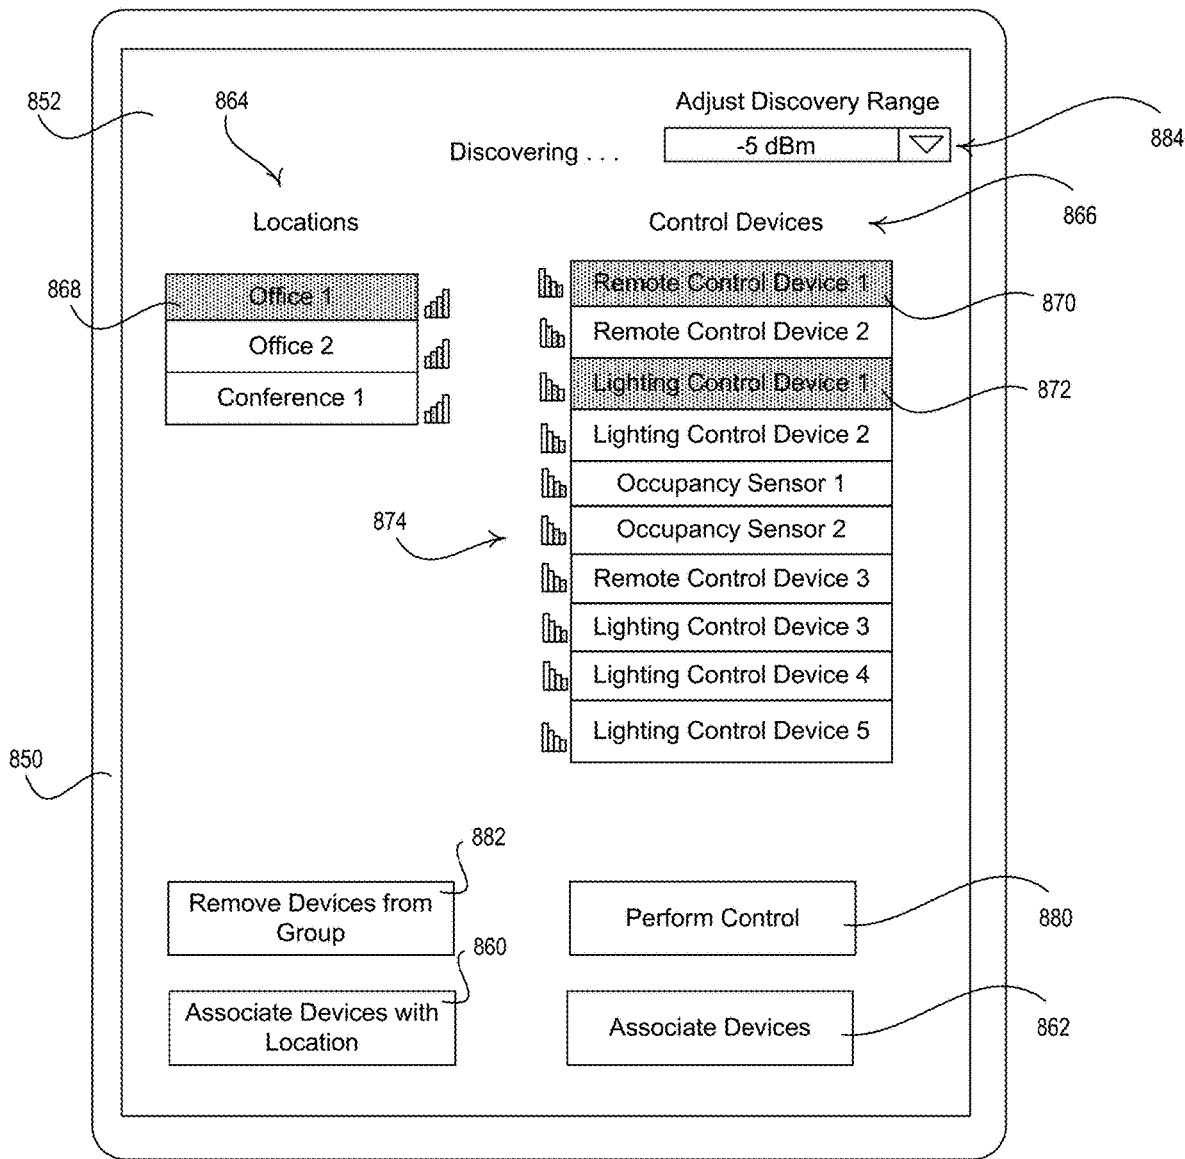 852
864
Adjust Discovery Range
884
Discovering . . .
-5 dBm
866
Locations
Control Devices
868
Office 1
Office 2
Conference 1
Remote Control Device 1
870
Remote Control Device 2
Lighting Control Device 1
872
Lighting Control Device 2
Occupancy Sensor 1
874
Occupancy Sensor 2
Remote Control Device 3
Lighting Control Device 3
Lighting Control Device 4
Lighting Control Device 5
850
882
Remove Devices from
Group
Perform Control
880
860
Associate Devices with
Location
Associate Devices
862